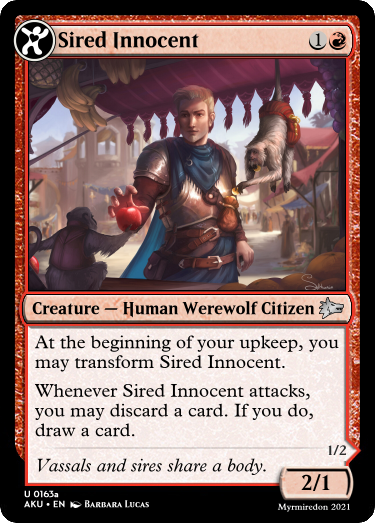 Sired Innocent 1
Creature — Human Werewolf Citizen
At the beginning of your upkeep, you
may transform Sired Innocent.
Whenever Sired Innocent attacks,
you may discard a card. If you do,
draw a card.
1/2
Vassals and sires share a body.
2/1
U 0163a
AKU • EN Barbara Lucas
Myrmiredon 2021